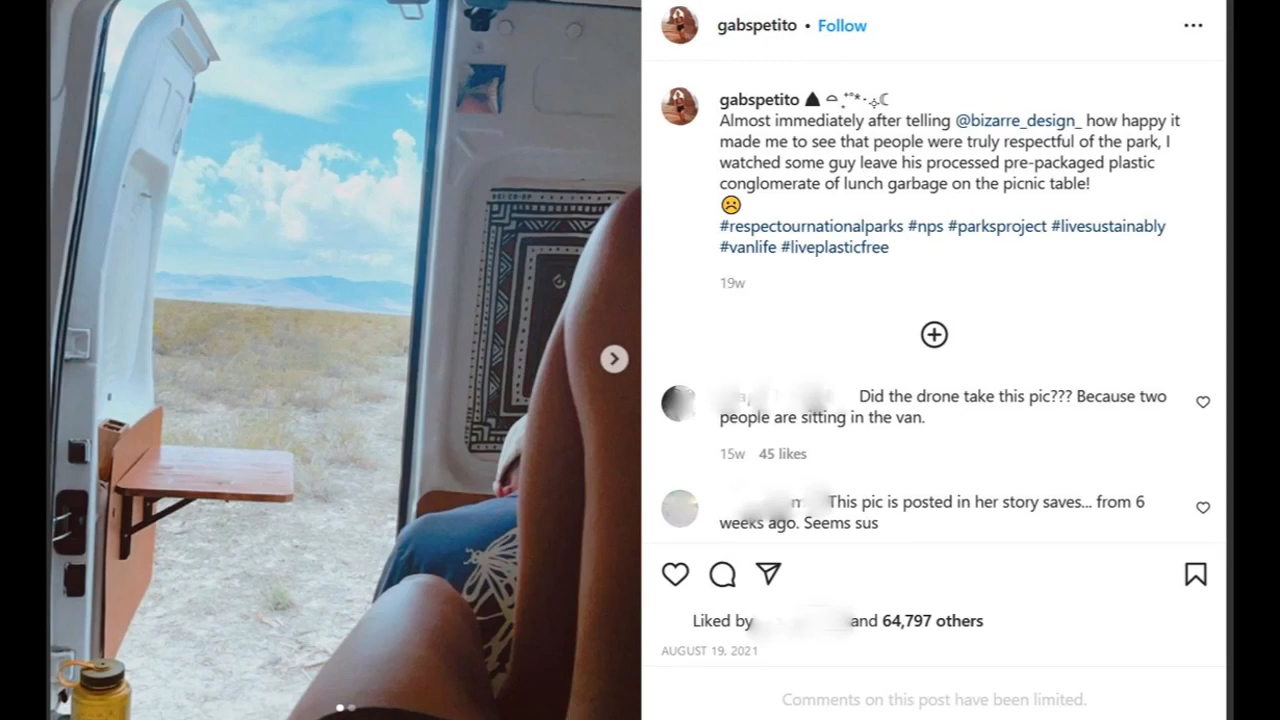 gabspetito • Follow
gabspetito
Almost immediately after telling @bizarre_design_ how happy it
made me to see that people were truly respectful of the park, I
watched some guy leave his processed pre-packaged plastic
conglomerate of lunch garbage on the picnic table!
#respectournationalparks #nps #parksproject #livesustainably
#vanlife #liveplasticfree
19w
Did the drone take this pic??? Because two
people are sitting in the van.
15w 45 likes
This pic is posted in her story saves... from 6
weeks ago. Seems sus
Liked by and 64,797 others
AUGUST 19, 2021
Comments on this post have been limited.